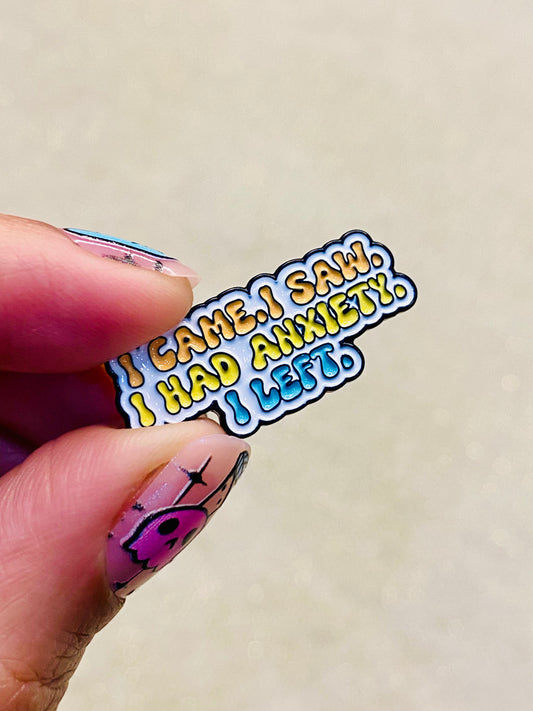 I CAME. I SAW.
I HAD ANXIETY.
I LEFT.